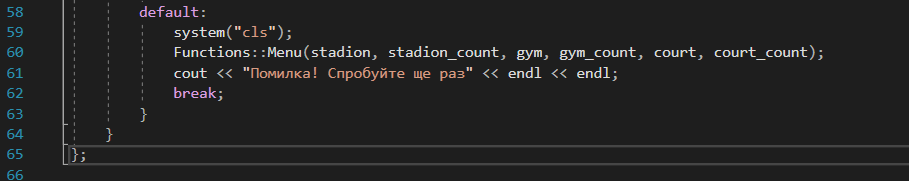 58 default:
59 system("cls");
60 Functions::Menu(stadion, stadion_count, gym, gym_count, court, court_count);
61 cout << "Помилка! Спробуйте ще раз" << endl << endl;
62 break;
63 }
64 }
65 };
66